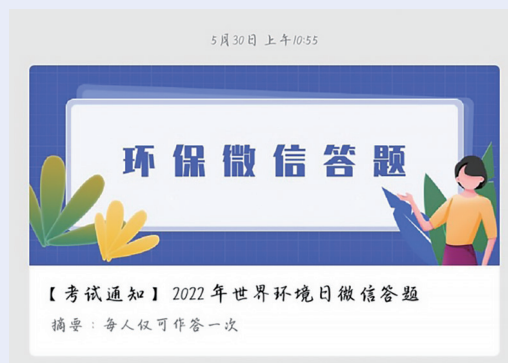 5月30日 上午10:55
环保微信答题
【考试通知】2022年世界环境日微信答题
摘要：每人仅可作答一次